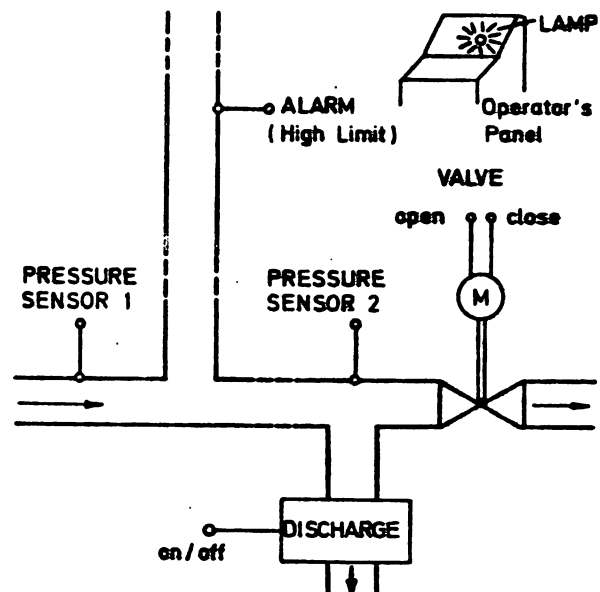 LAMP
ALARM
(High Limit)
Operator's
Panel
VALVE
open close
PRESSURE
SENSOR 1
PRESSURE
SENSOR 2
M
DISCHARGE
on/off